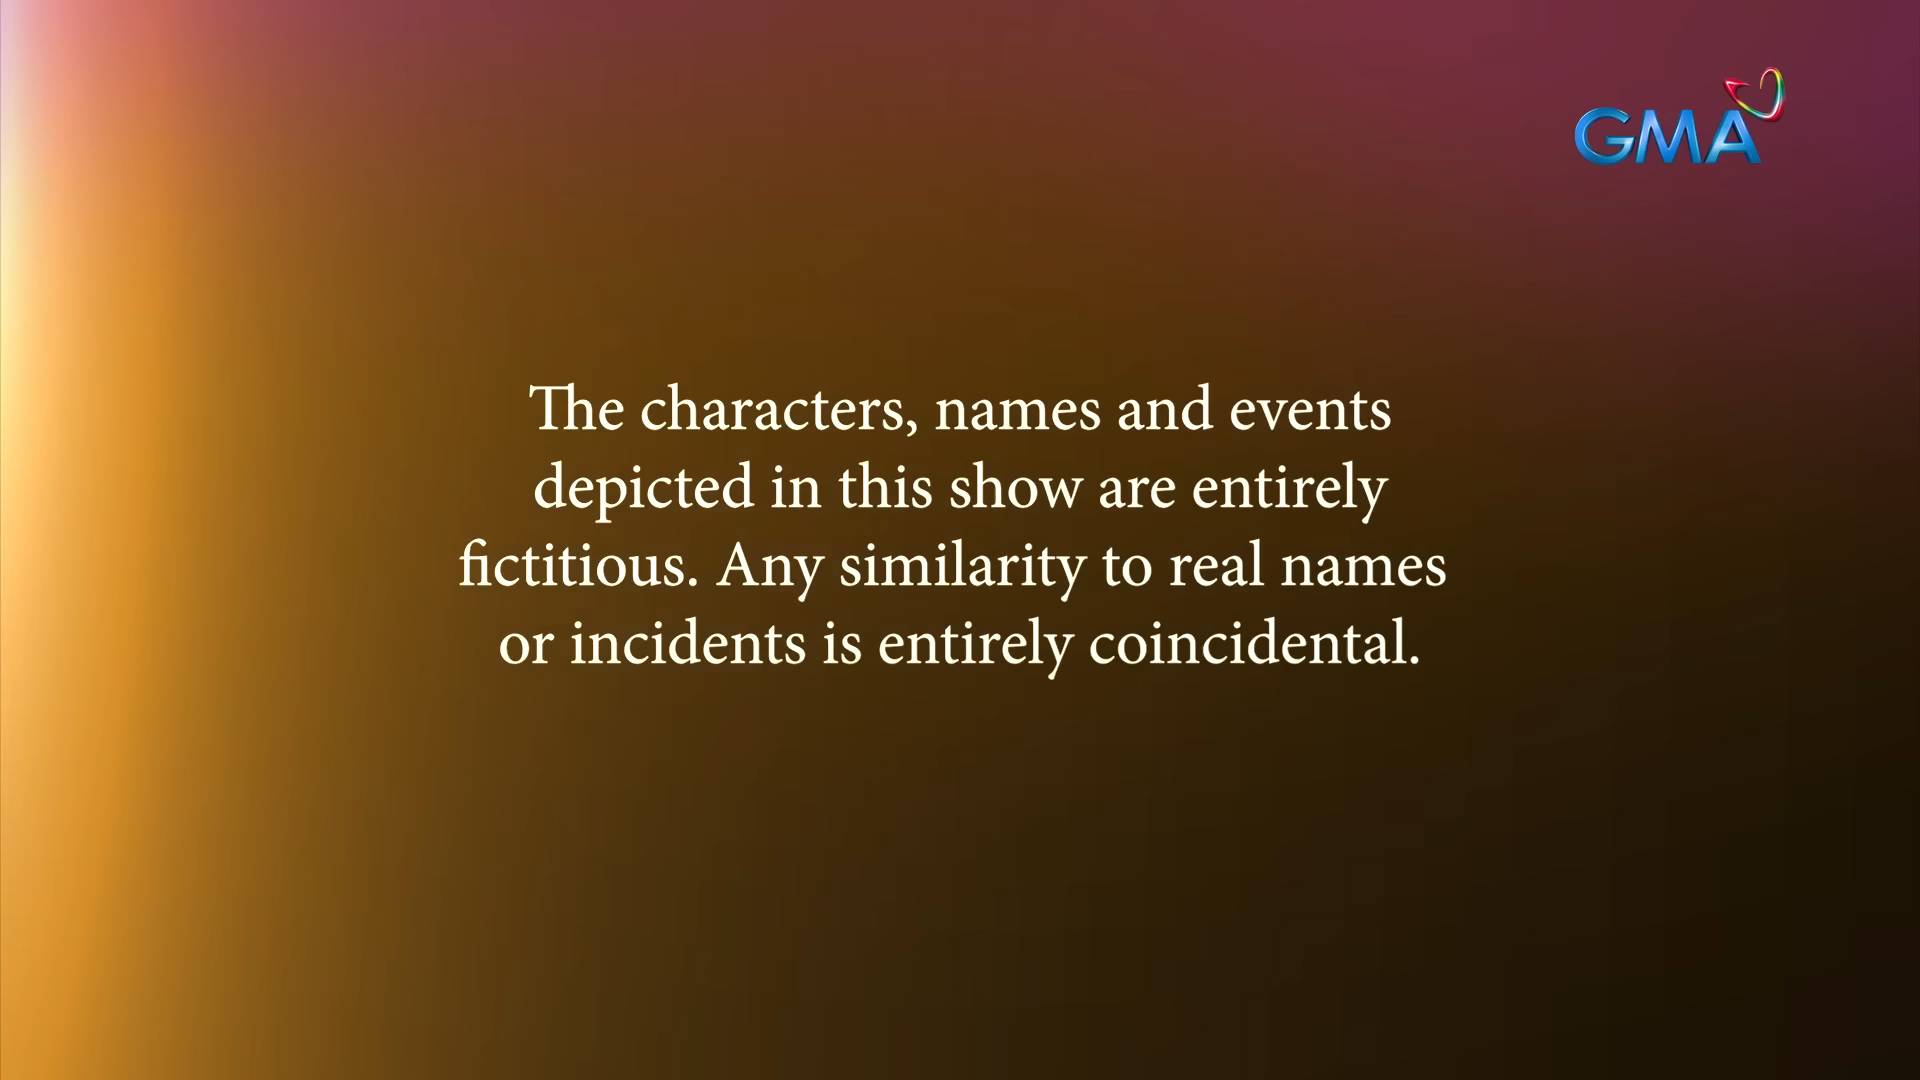 GMA
The characters, names and events
depicted in this show are entirely
fictitious. Any similarity to real names
or incidents is entirely coincidental.